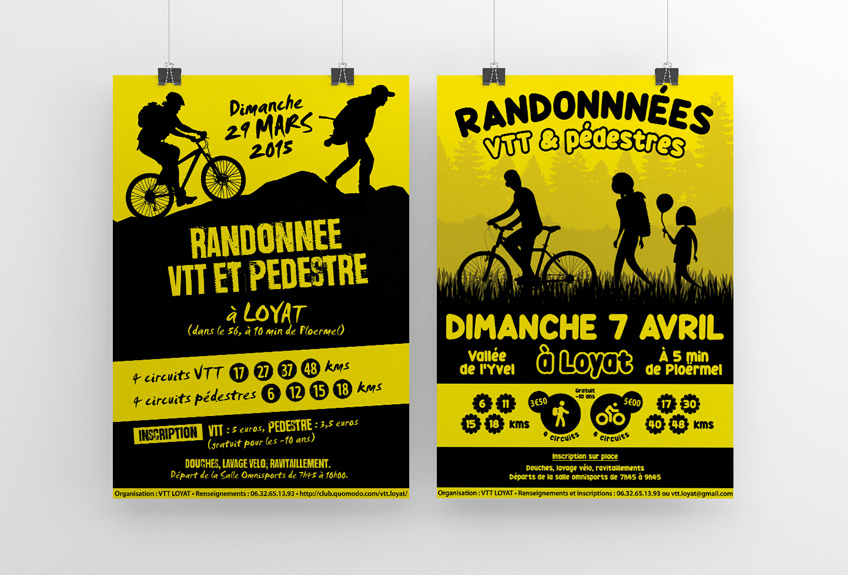 Dimanche
29 MARS
2015
RANDONNEE
VTT ET PEDESTRE
à LOYAT
(dans le 56, à 10 min de Ploermel)
4 circuits VTT 17 27 37 48 kms
4 circuits pédestres 6 12 15 18 kms
INSCRIPTION VTT : 5 euros, PEDESTRE : 3,5 euros
(gratuit pour les -10 ans)
DOUCHES, LAVAGE VELO, RAVITAILLEMENT.
Départ de la Salle Omnisports de 7h45 à 10h00.
Organisation : VTT LOYAT • Renseignements : 06.32.65.13.93 • http://club.quomodo.com/vtt.loyat/
RANDONNNÉES
VTT & pédestres
DIMANCHE 7 AVRIL
Vallée
de l'Yvel
à Loyat
À 5 min
de Ploërmel
6 11
15 18 kms
3€50
4 circuits
Gratuit
-10 ans
5€00
4 circuits
17 30
40 48 kms
Inscription sur place
Douches, lavage vélo, ravitaillements
Départs de la salle omnisports de 7h45 à 9h45
Organisation : VTT LOYAT • Renseignements et inscriptions : 06.32.65.13.93 ou vtt.loyat@gmail.com